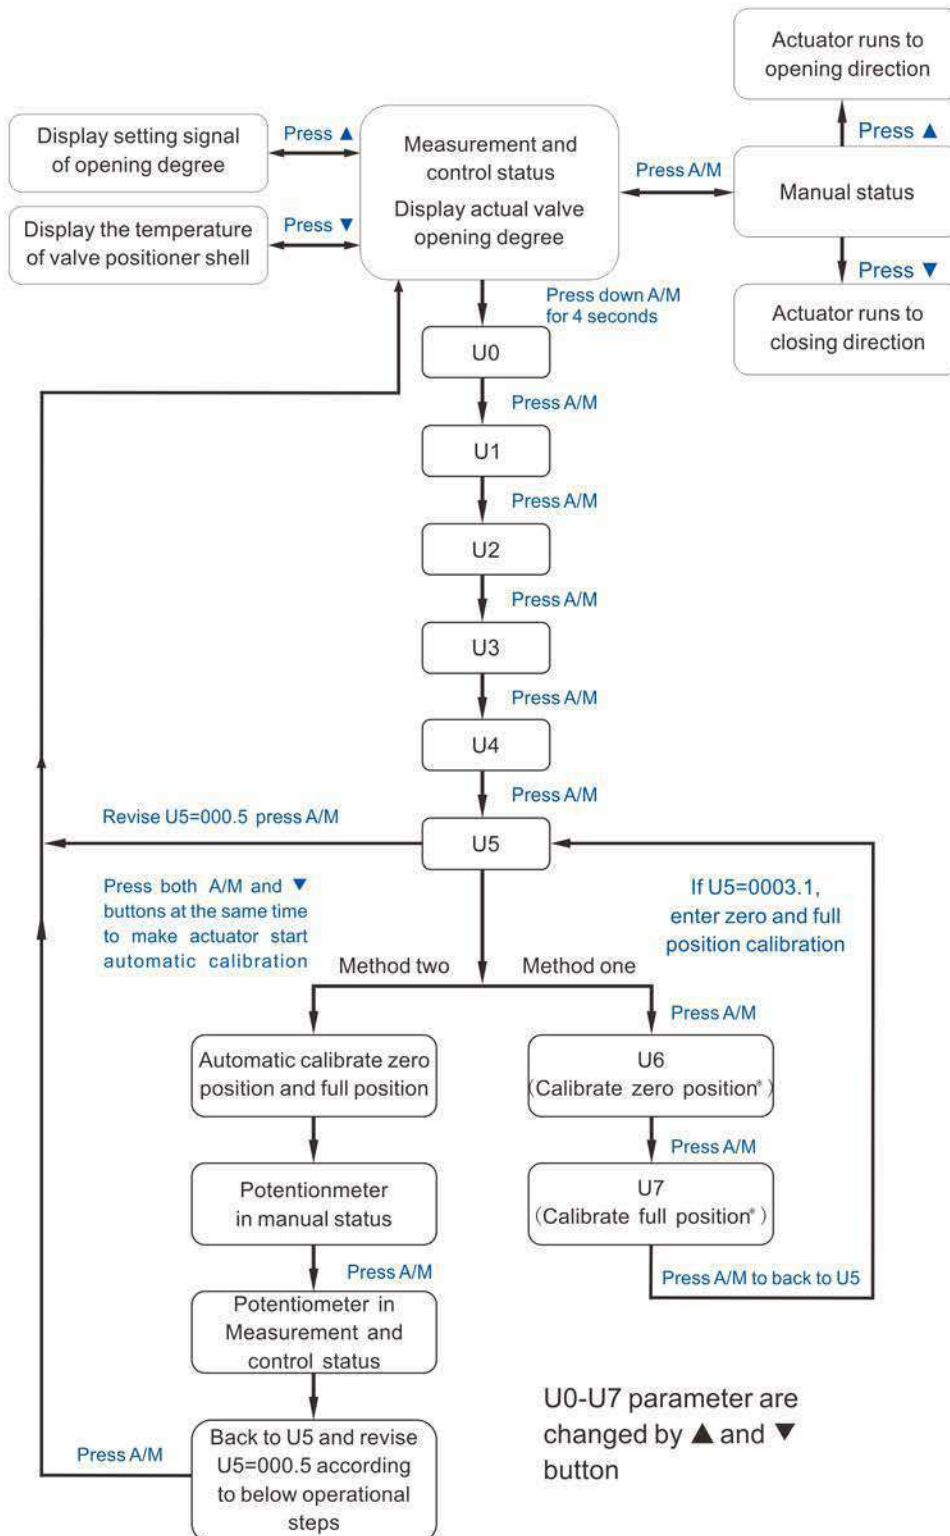 Actuator runs to
opening direction
Press ▲
Display setting signal
of opening degree
Press ▲
Measurement and
control status
Display actual valve
opening degree
Press A/M
Manual status
Display the temperature
of valve positioner shell
Press ▼
Press ▼
Actuator runs to
closing direction
Press down A/M
for 4 seconds
U0
Press A/M
U1
Press A/M
U2
Press A/M
U3
Press A/M
U4
Press A/M
Revise U5=000.5 press A/M
U5
Press both A/M and ▼
buttons at the same time
to make actuator start
automatic calibration
If U5=0003.1,
enter zero and full
position calibration
Method two
Method one
Press A/M
Automatic calibrate zero
position and full position
U6
(Calibrate zero position*)
Press A/M
Potentionmeter
in manual status
U7
(Calibrate full position*)
Press A/M
Press A/M to back to U5
Potentiometer in
Measurement and
control status
Press A/M
Back to U5 and revise
U5=000.5 according
to below operational
steps
U0-U7 parameter are
changed by ▲ and ▼
button